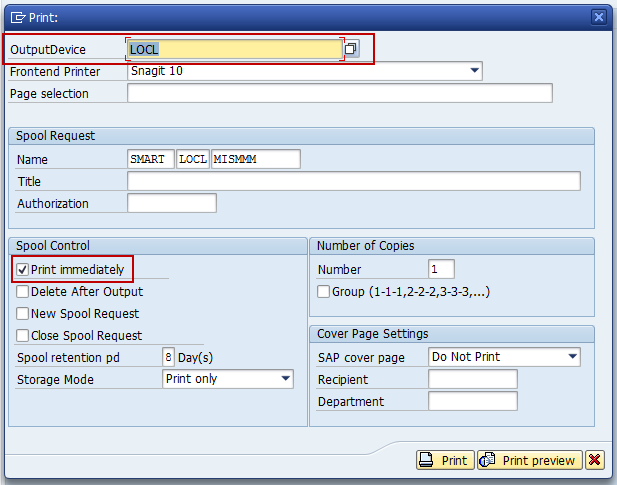 Print:
OutputDevice LOCL
Frontend Printer Snagit 10
Page selection
Spool Request
Name SMART LOCL MISMMM
Title
Authorization
Spool Control
Print immediately
Delete After Output
New Spool Request
Close Spool Request
Spool retention pd 8 Day(s)
Storage Mode Print only
Number of Copies
Number 1
Group (1-1-1,2-2-2,3-3-3,...)
Cover Page Settings
SAP cover page Do Not Print
Recipient
Department
Print Print preview